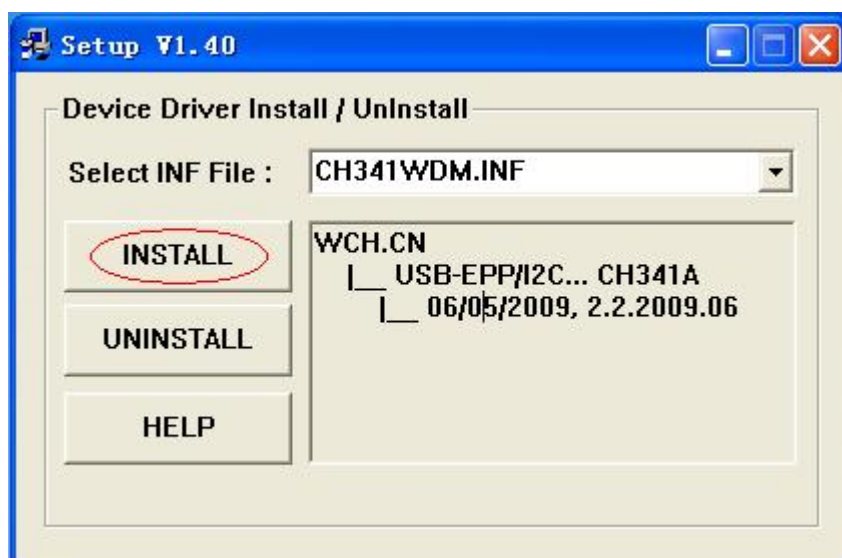 Setup V1.40
Device Driver Install / UnInstall
Select INF File :
CH341WDM.INF
INSTALL
WCH.CN
|__ USB-EPP/I2C... CH341A
|__ 06/05/2009, 2.2.2009.06
UNINSTALL
HELP